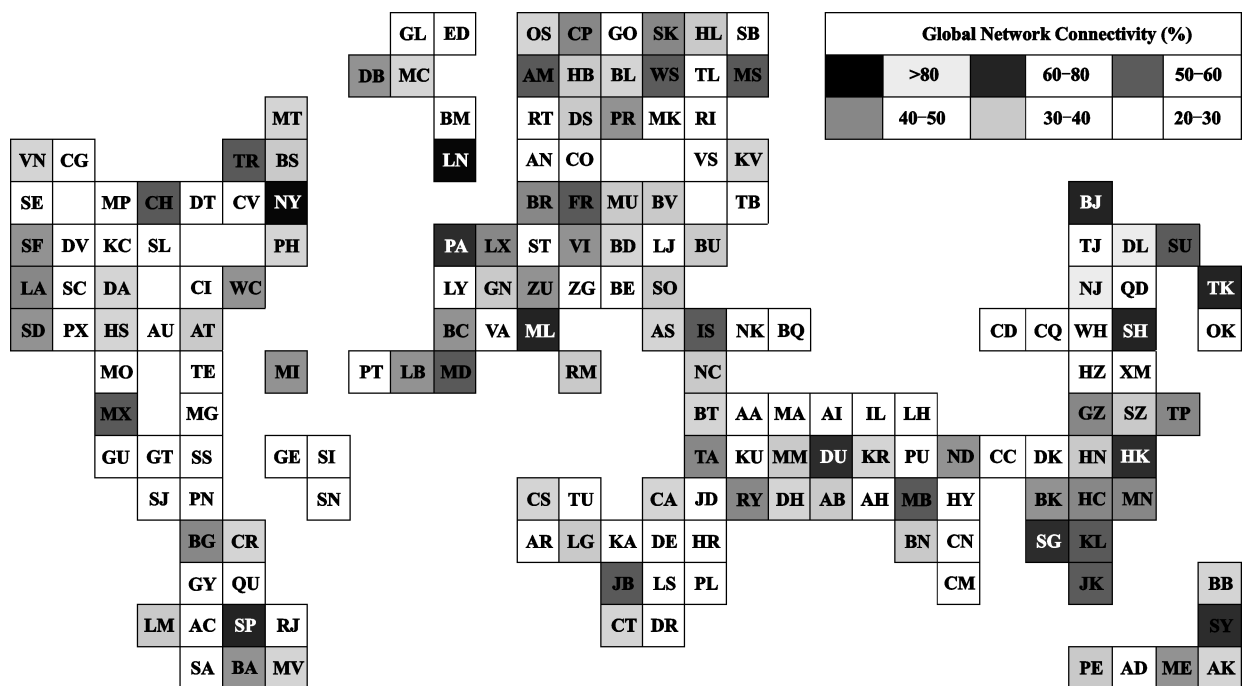 GL ED OS CP GO SK HL SB Global Network Connectivity (%)
DB MC AM HB BL WS TL MS >80 60−80 50−60
MT BM RT DS PR MK RI 40−50 30−40 20−30
VN CG TR BS LN AN CO VS KV
SE MP CH DT CV NY BR FR MU BV TB BJ
SF DV KC SL PH PA LX ST VI BD LJ BU TJ DL SU
LA SC DA CI WC LY GN ZU ZG BE SO NJ QD TK
SD PX HS AU AT BC VA ML AS IS NK BQ CD CQ WH SH OK
MO TE MI PT LB MD RM NC HZ XM
MX MG BT AA MA AI IL LH GZ SZ TP
GU GT SS GE SI TA KU MM DU KR PU ND CC DK HN HK
SJ PN SN CS TU CA JD RY DH AB AH MB HY BK HC MN
BG CR AR LG KA DE HR BN CN SG KL
GY QU JB LS PL CM JK BB
LM AC SP RJ CT DR SY
SA BA MV PE AD ME AK